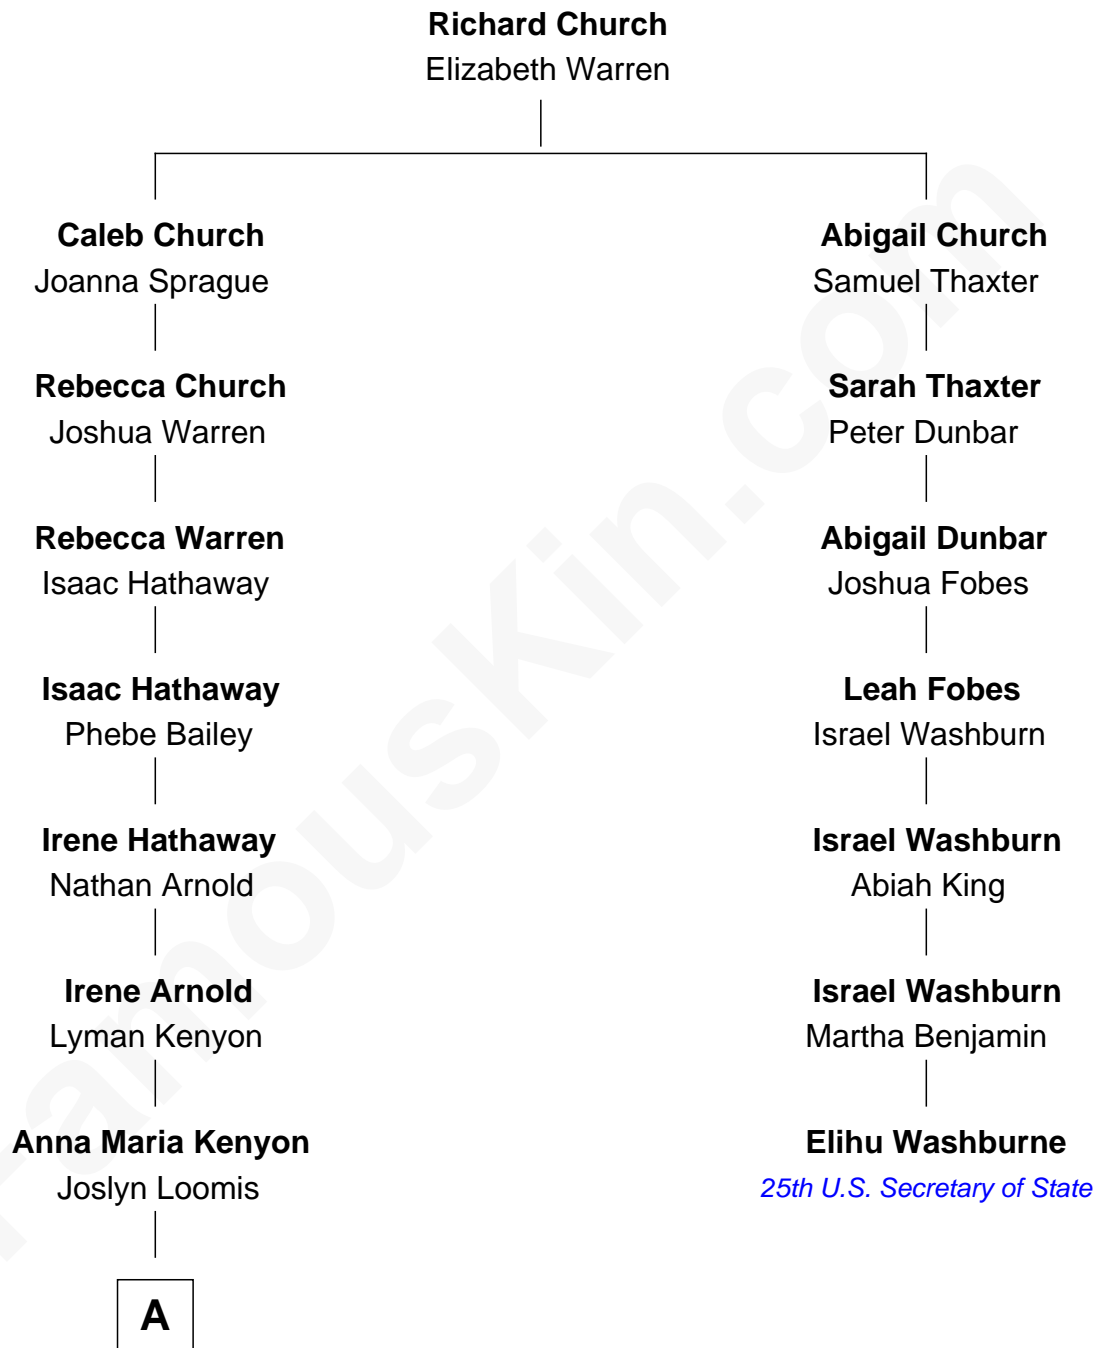 Richard Church
Elizabeth Warren
Caleb Church
Joanna Sprague
Abigail Church
Samuel Thaxter
Rebecca Church
Joshua Warren
Sarah Thaxter
Peter Dunbar
Rebecca Warren
Isaac Hathaway
Abigail Dunbar
Joshua Fobes
Isaac Hathaway
Phebe Bailey
Leah Fobes
Israel Washburn
Irene Hathaway
Nathan Arnold
Israel Washburn
Abiah King
Irene Arnold
Lyman Kenyon
Israel Washburn
Martha Benjamin
Anna Maria Kenyon
Joslyn Loomis
Elihu Washburne
25th U.S. Secretary of State
A
FamousKin.com